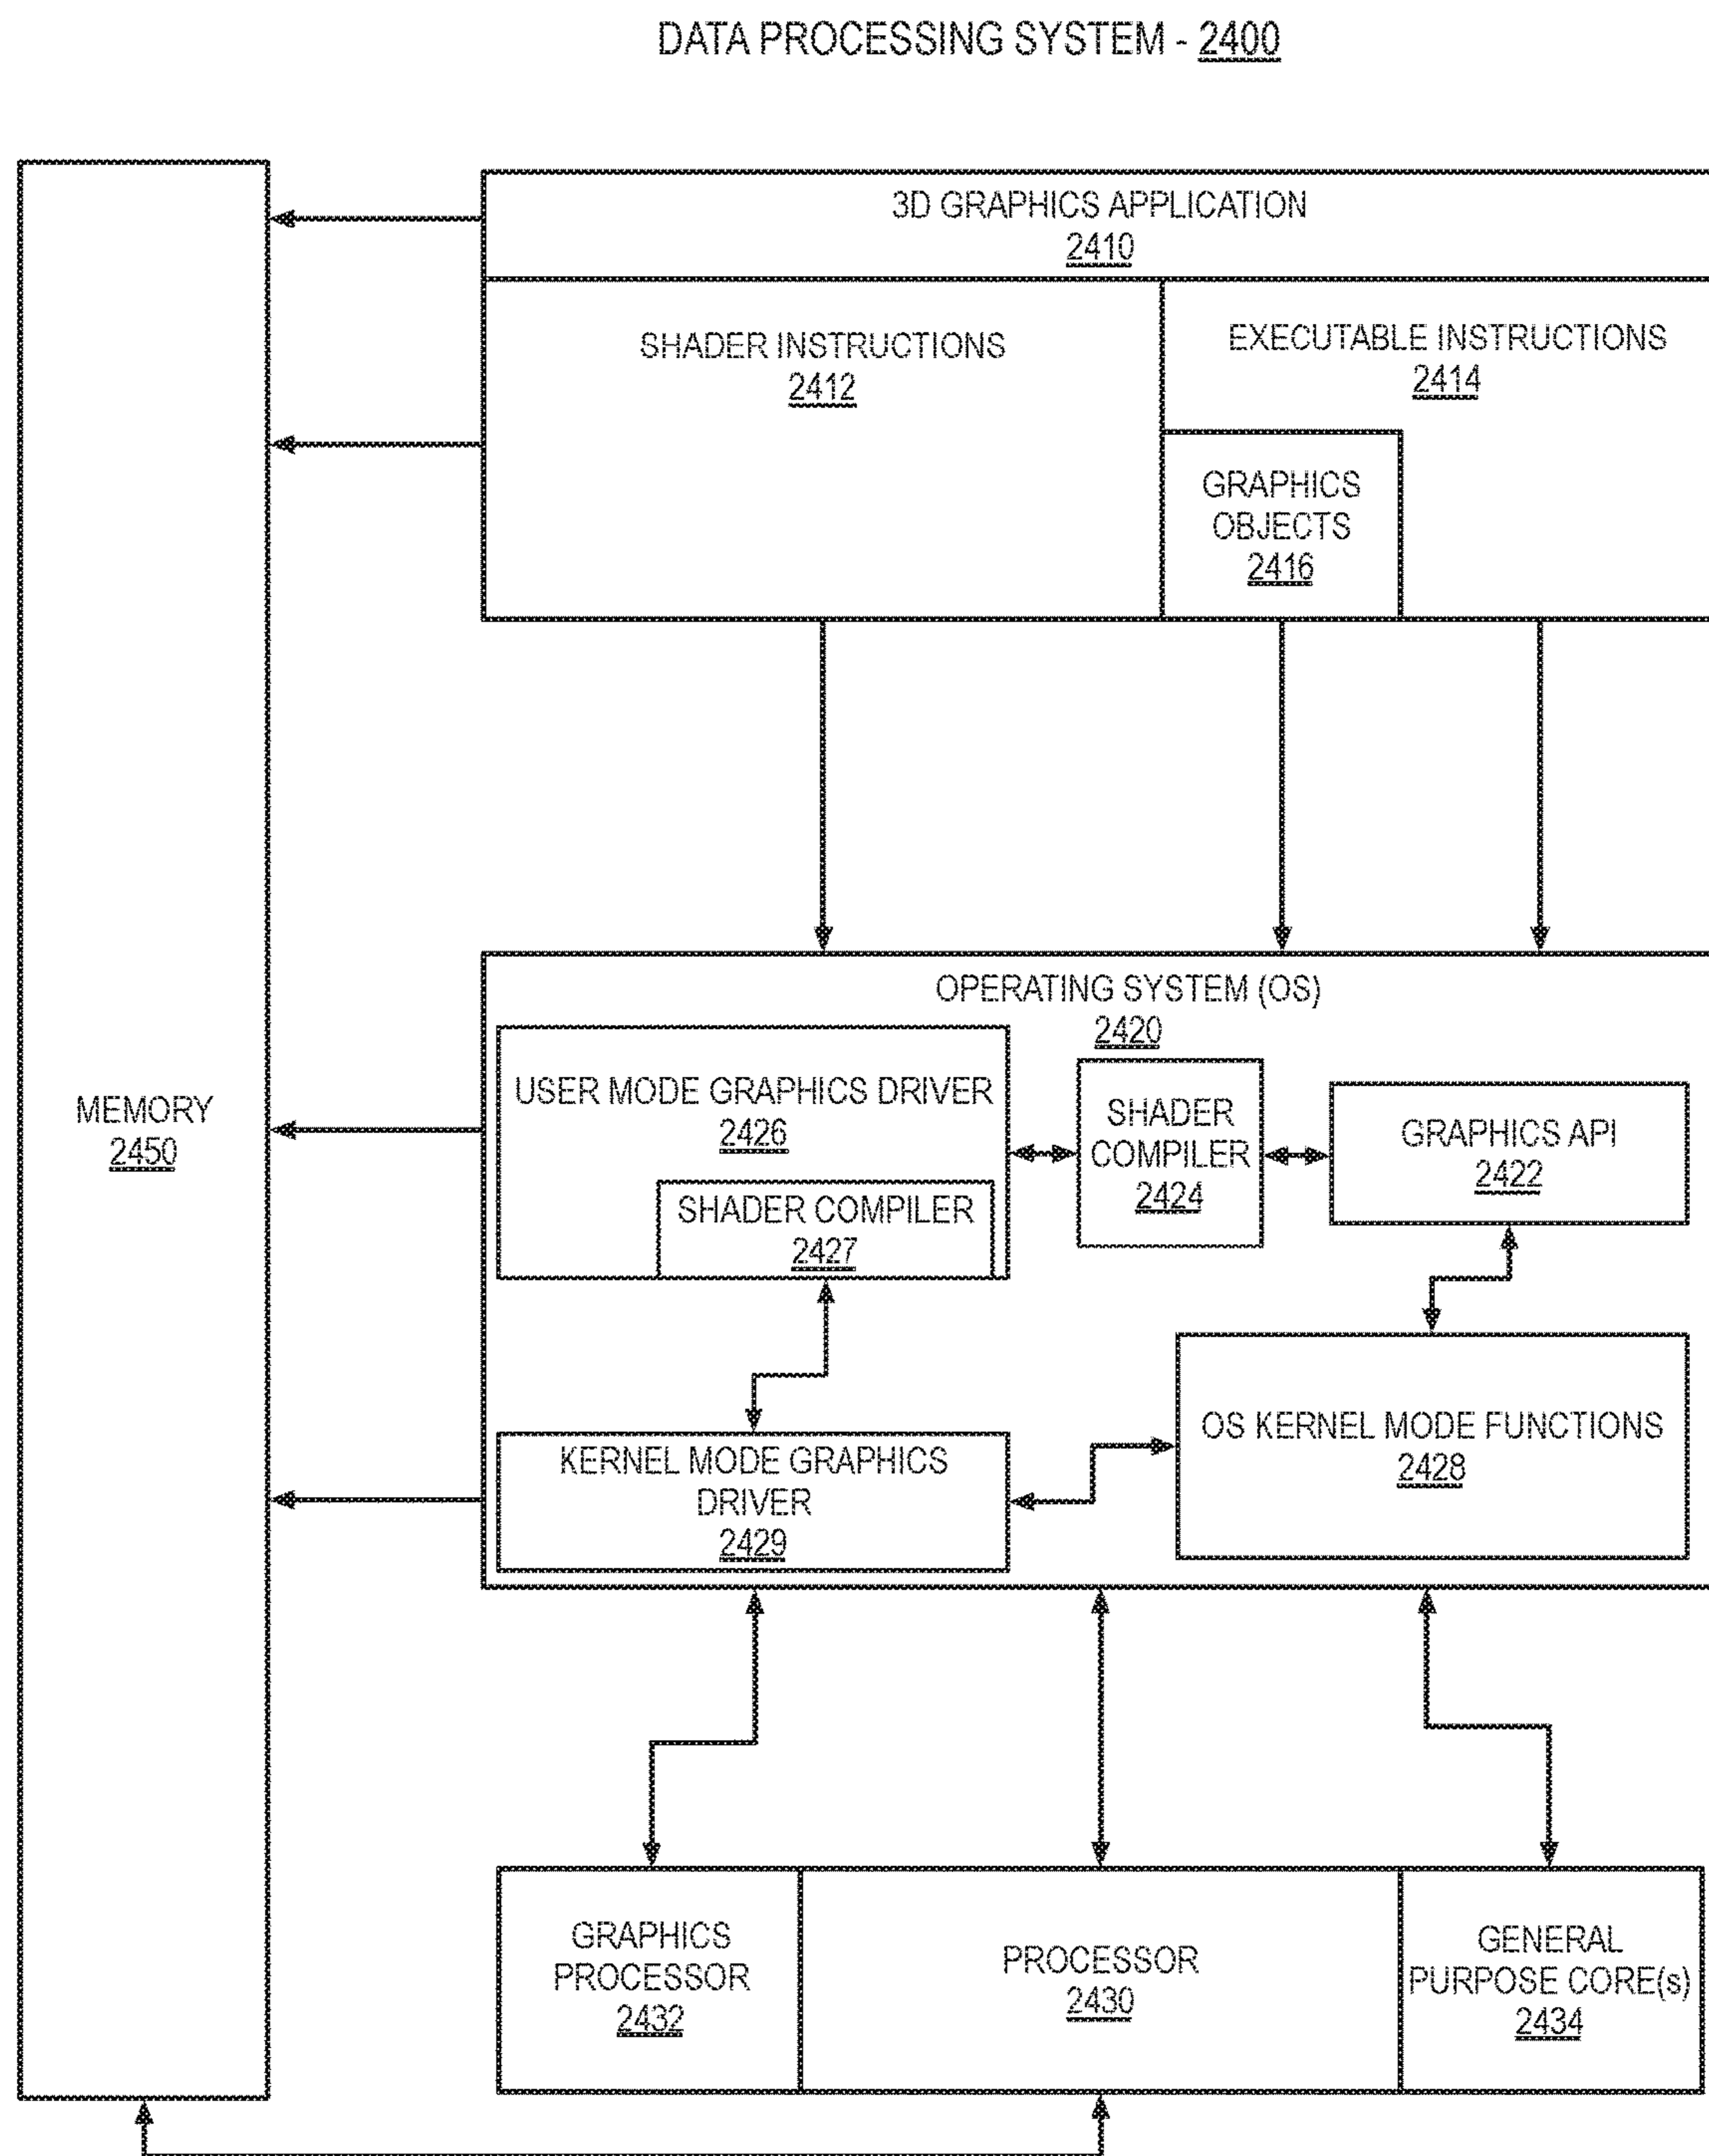 DATA PROCESSING SYSTEM - 2400
3D GRAPHICS APPLICATION
2410
SHADER INSTRUCTIONS
2412
EXECUTABLE INSTRUCTIONS
2414
GRAPHICS
OBJECTS
2416
MEMORY
2450
OPERATING SYSTEM (OS)
2420
USER MODE GRAPHICS DRIVER
2426
SHADER COMPILER
2427
SHADER
COMPILER
2424
GRAPHICS API
2422
KERNEL MODE GRAPHICS
DRIVER
2429
OS KERNEL MODE FUNCTIONS
2428
GRAPHICS
PROCESSOR
2432
PROCESSOR
2430
GENERAL
PURPOSE CORE(s)
2434